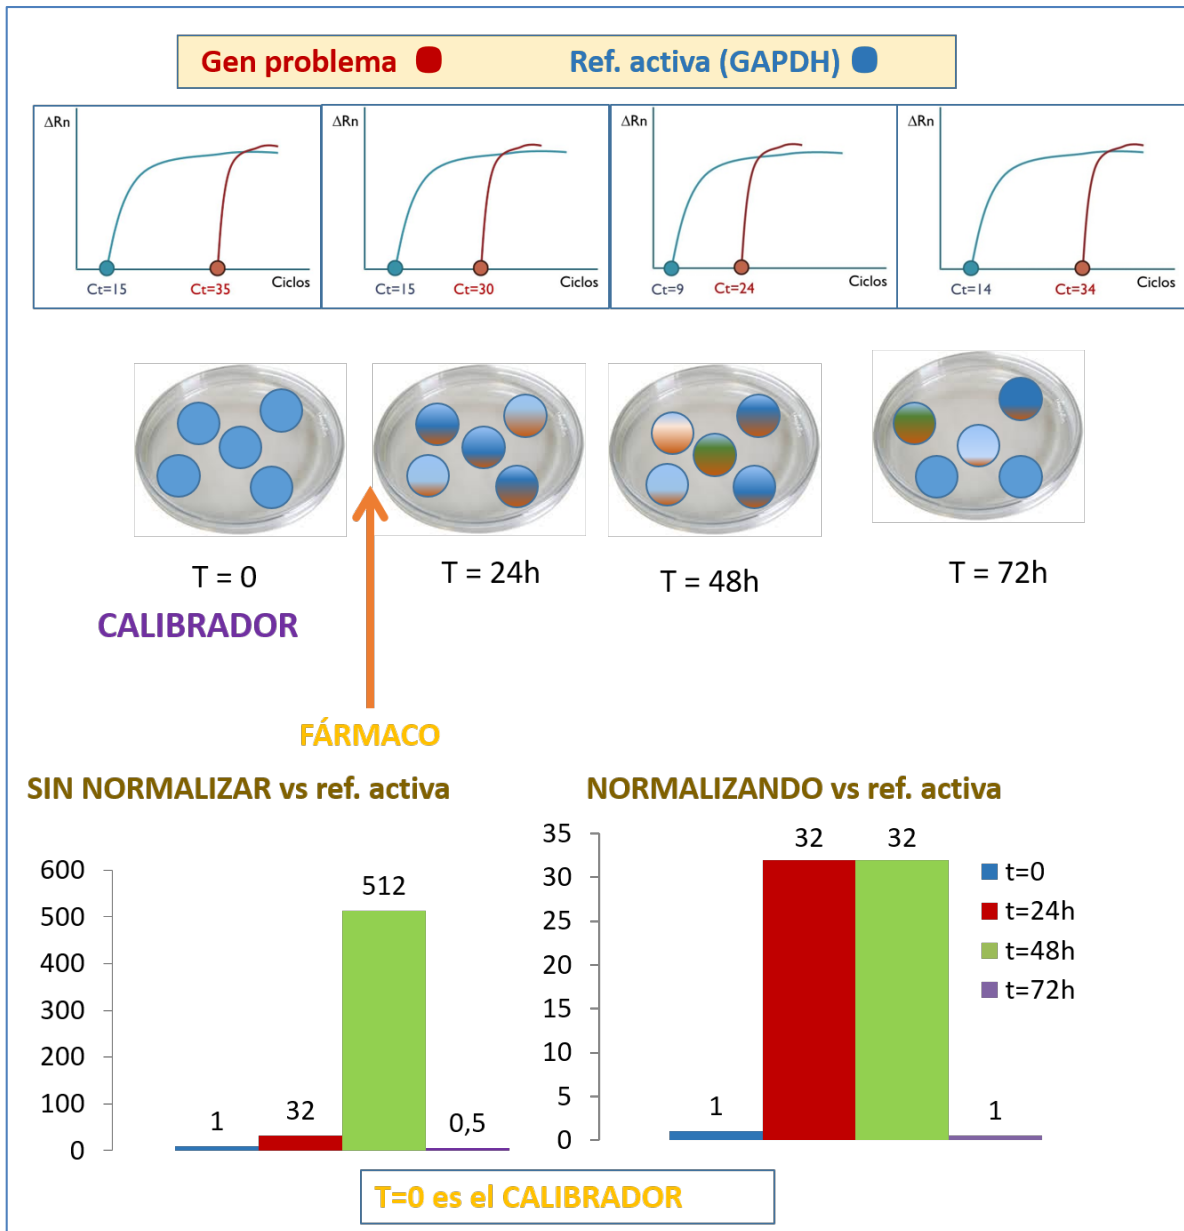 Gen problema Ref. activa (GAPDH)
ΔRn ΔRn ΔRn ΔRn
Ciclos Ciclos Ciclos Ciclos
Ct=15 Ct=35 Ct=15 Ct=30 Ct=9 Ct=24 Ct=14 Ct=34
T = 0 T = 24h T = 48h T = 72h
CALIBRADOR
FÁRMACO
SIN NORMALIZAR vs ref. activa
600
500
400
300
200
100
0
1
32
512
0,5
NORMALIZANDO vs ref. activa
35
30
25
20
15
10
5
0
1
32
32
1
t=0
t=24h
t=48h
t=72h
T=0 es el CALIBRADOR